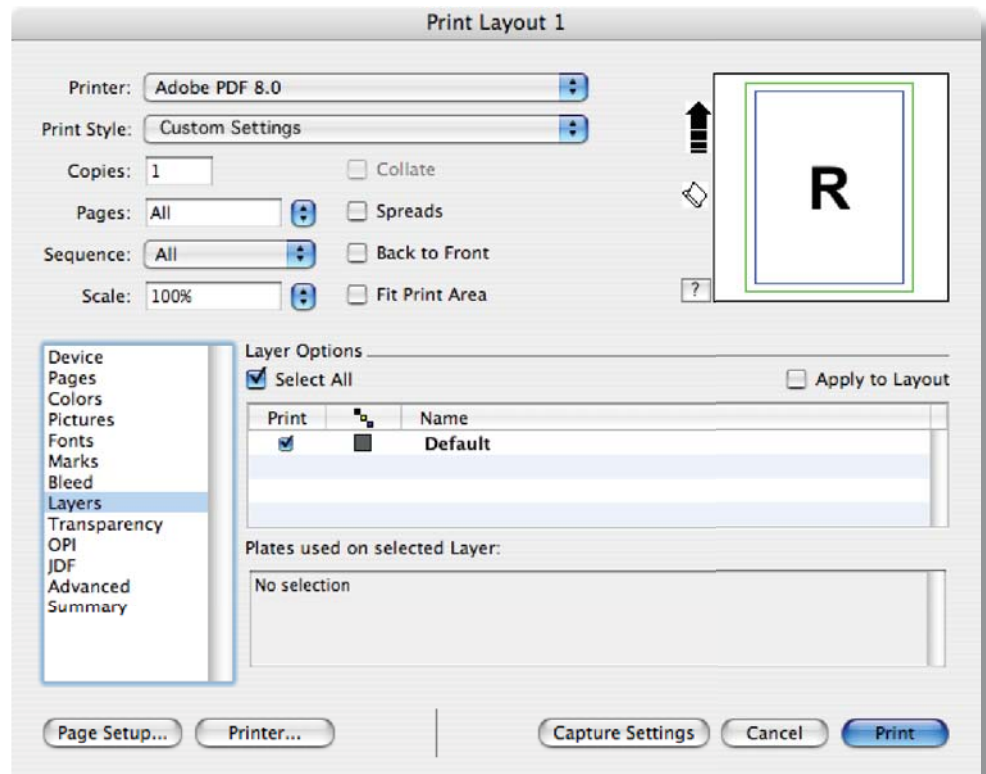 Print Layout 1
Printer: Adobe PDF 8.0
Print Style: Custom Settings
Copies: 1
Collate
Pages: All
Spreads
Sequence: All
Back to Front
Scale: 100%
Fit Print Area
R
?
Device
Pages
Colors
Pictures
Fonts
Marks
Bleed
Layers
Transparency
OPI
JDF
Advanced
Summary
Layer Options
Select All
Apply to Layout
Print Name
Default
Plates used on selected Layer:
No selection
Page Setup... Printer... Capture Settings Cancel Print